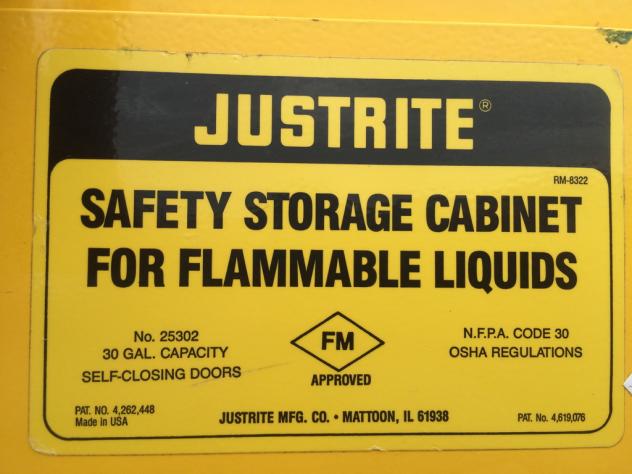 JUSTRITE®
RM-8322
SAFETY STORAGE CABINET
FOR FLAMMABLE LIQUIDS
No. 25302
30 GAL. CAPACITY
SELF-CLOSING DOORS
FM
APPROVED
N.F.P.A. CODE 30
OSHA REGULATIONS
PAT. NO. 4,262,448
Made in USA
JUSTRITE MFG. CO. • MATTOON, IL 61938
PAT. No. 4,619,076